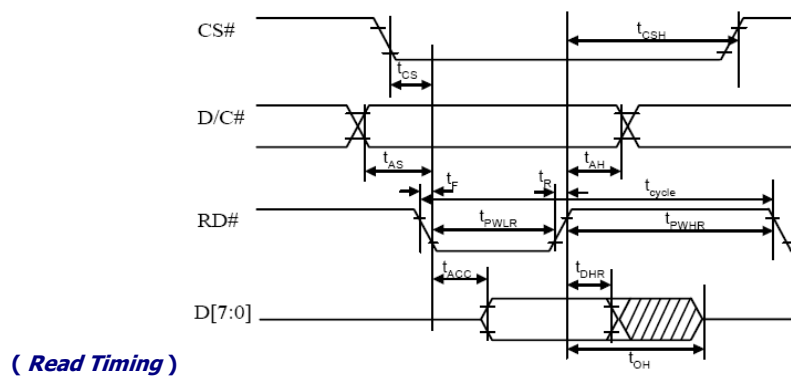 CS#
tCSH
tCS
D/C#
tAS
tAH
tF
tR
tcycle
RD#
tPWLR
tPWHR
tACC
tDHR
D[7:0]
tOH
( Read Timing )